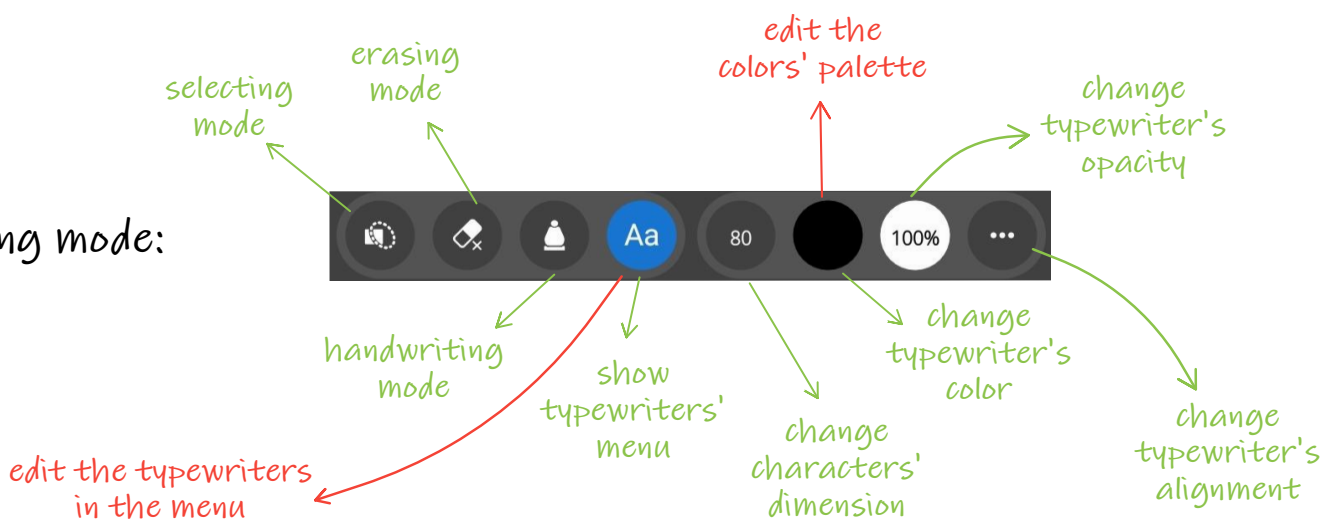 edit the
colors' palette
erasing
mode
selecting
mode
change
typewriter's
opacity
ng mode:
Aa
80
100%
handwriting
mode
show
typewriters'
menu
change
typewriter's
color
change
characters'
dimension
change
typewriter's
alignment
edit the typewriters
in the menu